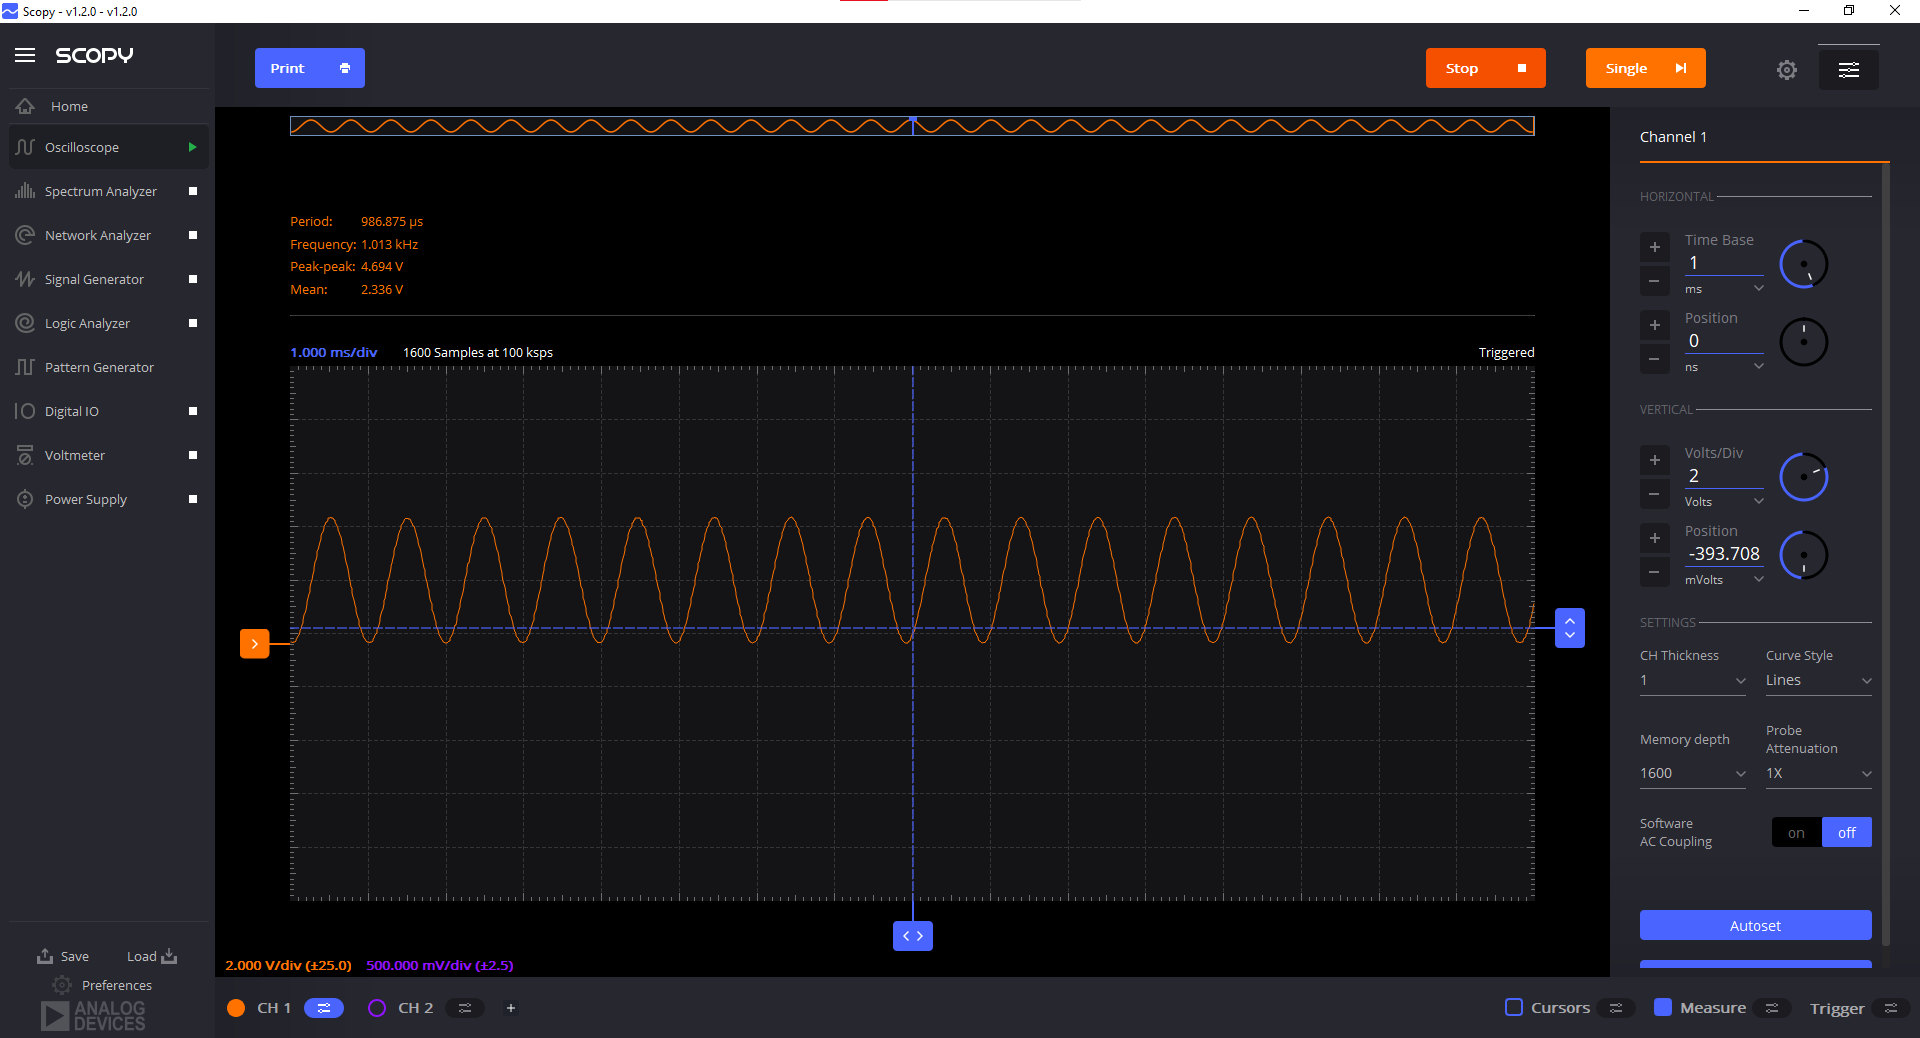 Scopy - v1.2.0 - v1.2.0
SCOPY
Print
Stop
Single
Home
Oscilloscope
Spectrum Analyzer
Network Analyzer
Signal Generator
Logic Analyzer
Pattern Generator
Digital IO
Voltmeter
Power Supply
Save
Load
Preferences
ANALOG
DEVICES
Period: 986.875 µs
Frequency: 1.013 kHz
Peak-peak: 4.694 V
Mean: 2.336 V
1.000 ms/div 1600 Samples at 100 ksps Triggered
2.000 V/div (±25.0) 500.000 mV/div (±2.5)
CH 1
CH 2
+
Cursors
Measure
Trigger
Channel 1
HORIZONTAL
+
Time Base
1
-
ms
+
Position
0
-
ns
VERTICAL
+
Volts/Div
2
-
Volts
+
Position
-393.708
-
mVolts
SETTINGS
CH Thickness Curve Style
1 Lines
Memory depth
Probe
Attenuation
1600 1X
Software
AC Coupling
on off
Autoset